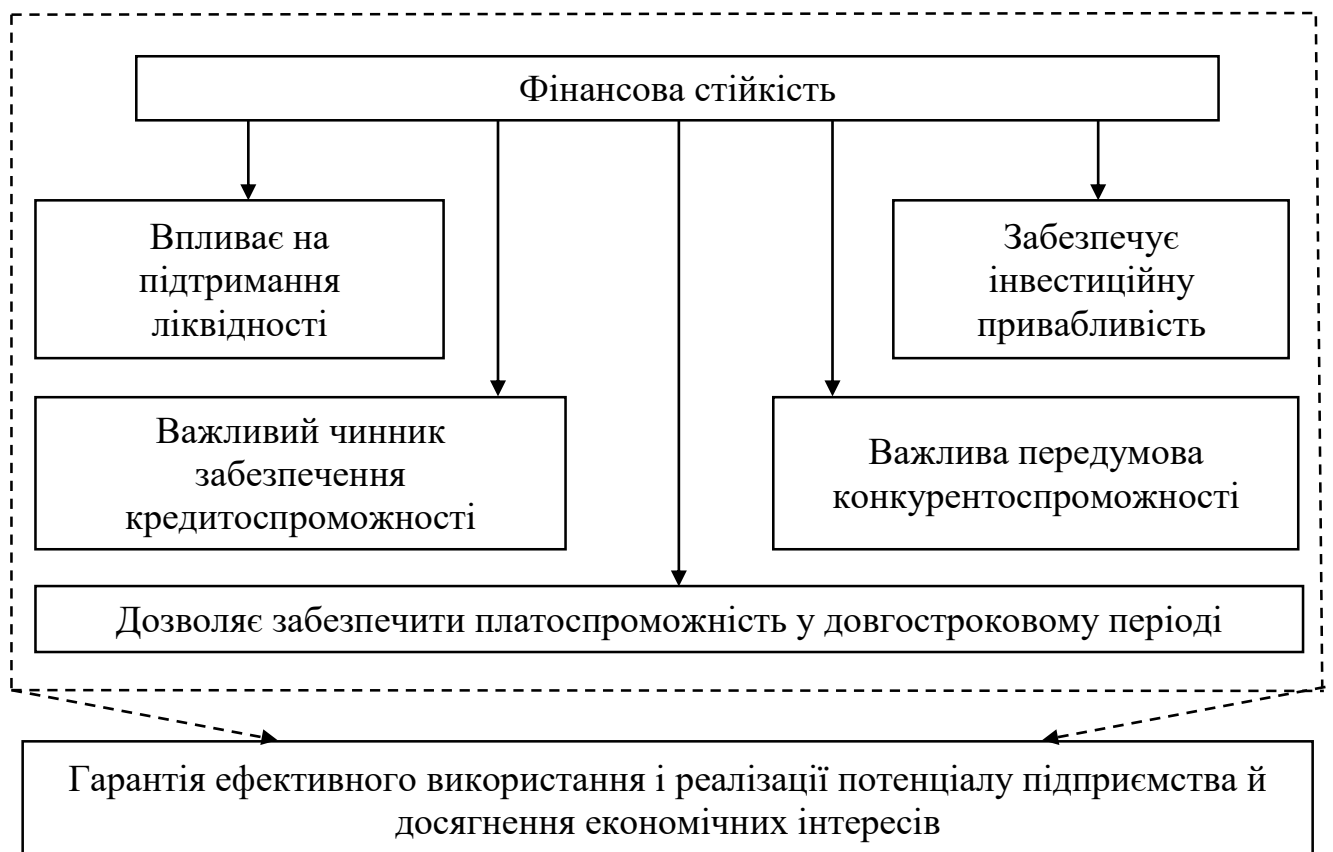 Фінансова стійкість
Впливає на
підтримання
ліквідності
Забезпечує
інвестиційну
привабливість
Важливий чинник
забезпечення
кредитоспроможності
Важлива передумова
конкурентоспроможності
Дозволяє забезпечити платоспроможність у довгостроковому періоді
Гарантія ефективного використання і реалізації потенціалу підприємства й
досягнення економічних інтересів